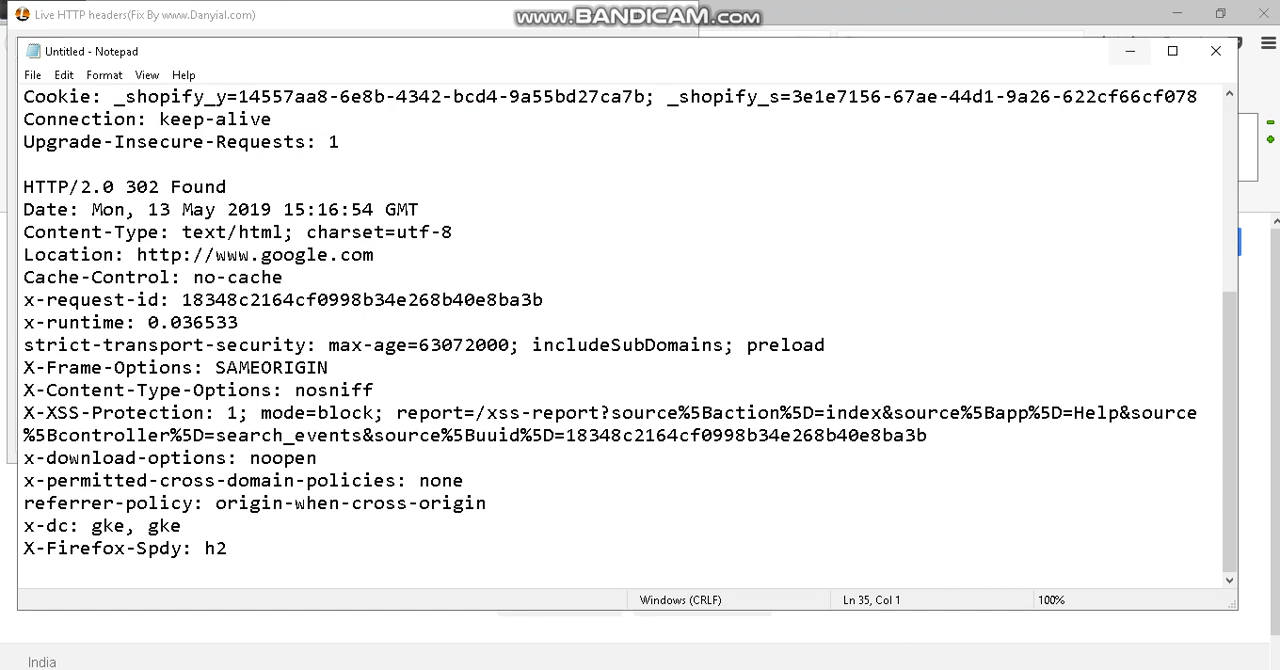 Live HTTP headers(Fix By www.Danyial.com)
www.BANDICAM.com
Untitled - Notepad
File Edit Format View Help
Cookie: _shopify_y=14557aa8-6e8b-4342-bcd4-9a55bd27ca7b; _shopify_s=3e1e7156-67ae-44d1-9a26-622cf66cf078
Connection: keep-alive
Upgrade-Insecure-Requests: 1
HTTP/2.0 302 Found
Date: Mon, 13 May 2019 15:16:54 GMT
Content-Type: text/html; charset=utf-8
Location: http://www.google.com
Cache-Control: no-cache
x-request-id: 18348c2164cf0998b34e268b40e8ba3b
x-runtime: 0.036533
strict-transport-security: max-age=63072000; includeSubDomains; preload
X-Frame-Options: SAMEORIGIN
X-Content-Type-Options: nosniff
X-XSS-Protection: 1; mode=block; report=/xss-report?source%5Baction%5D=index&source%5Bapp%5D=Help&source
%5Bcontroller%5D=search_events&source%5Buuid%5D=18348c2164cf0998b34e268b40e8ba3b
x-download-options: noopen
x-permitted-cross-domain-policies: none
referrer-policy: origin-when-cross-origin
x-dc: gke, gke
X-Firefox-Spdy: h2
Windows (CRLF) Ln 35, Col 1 100%
India